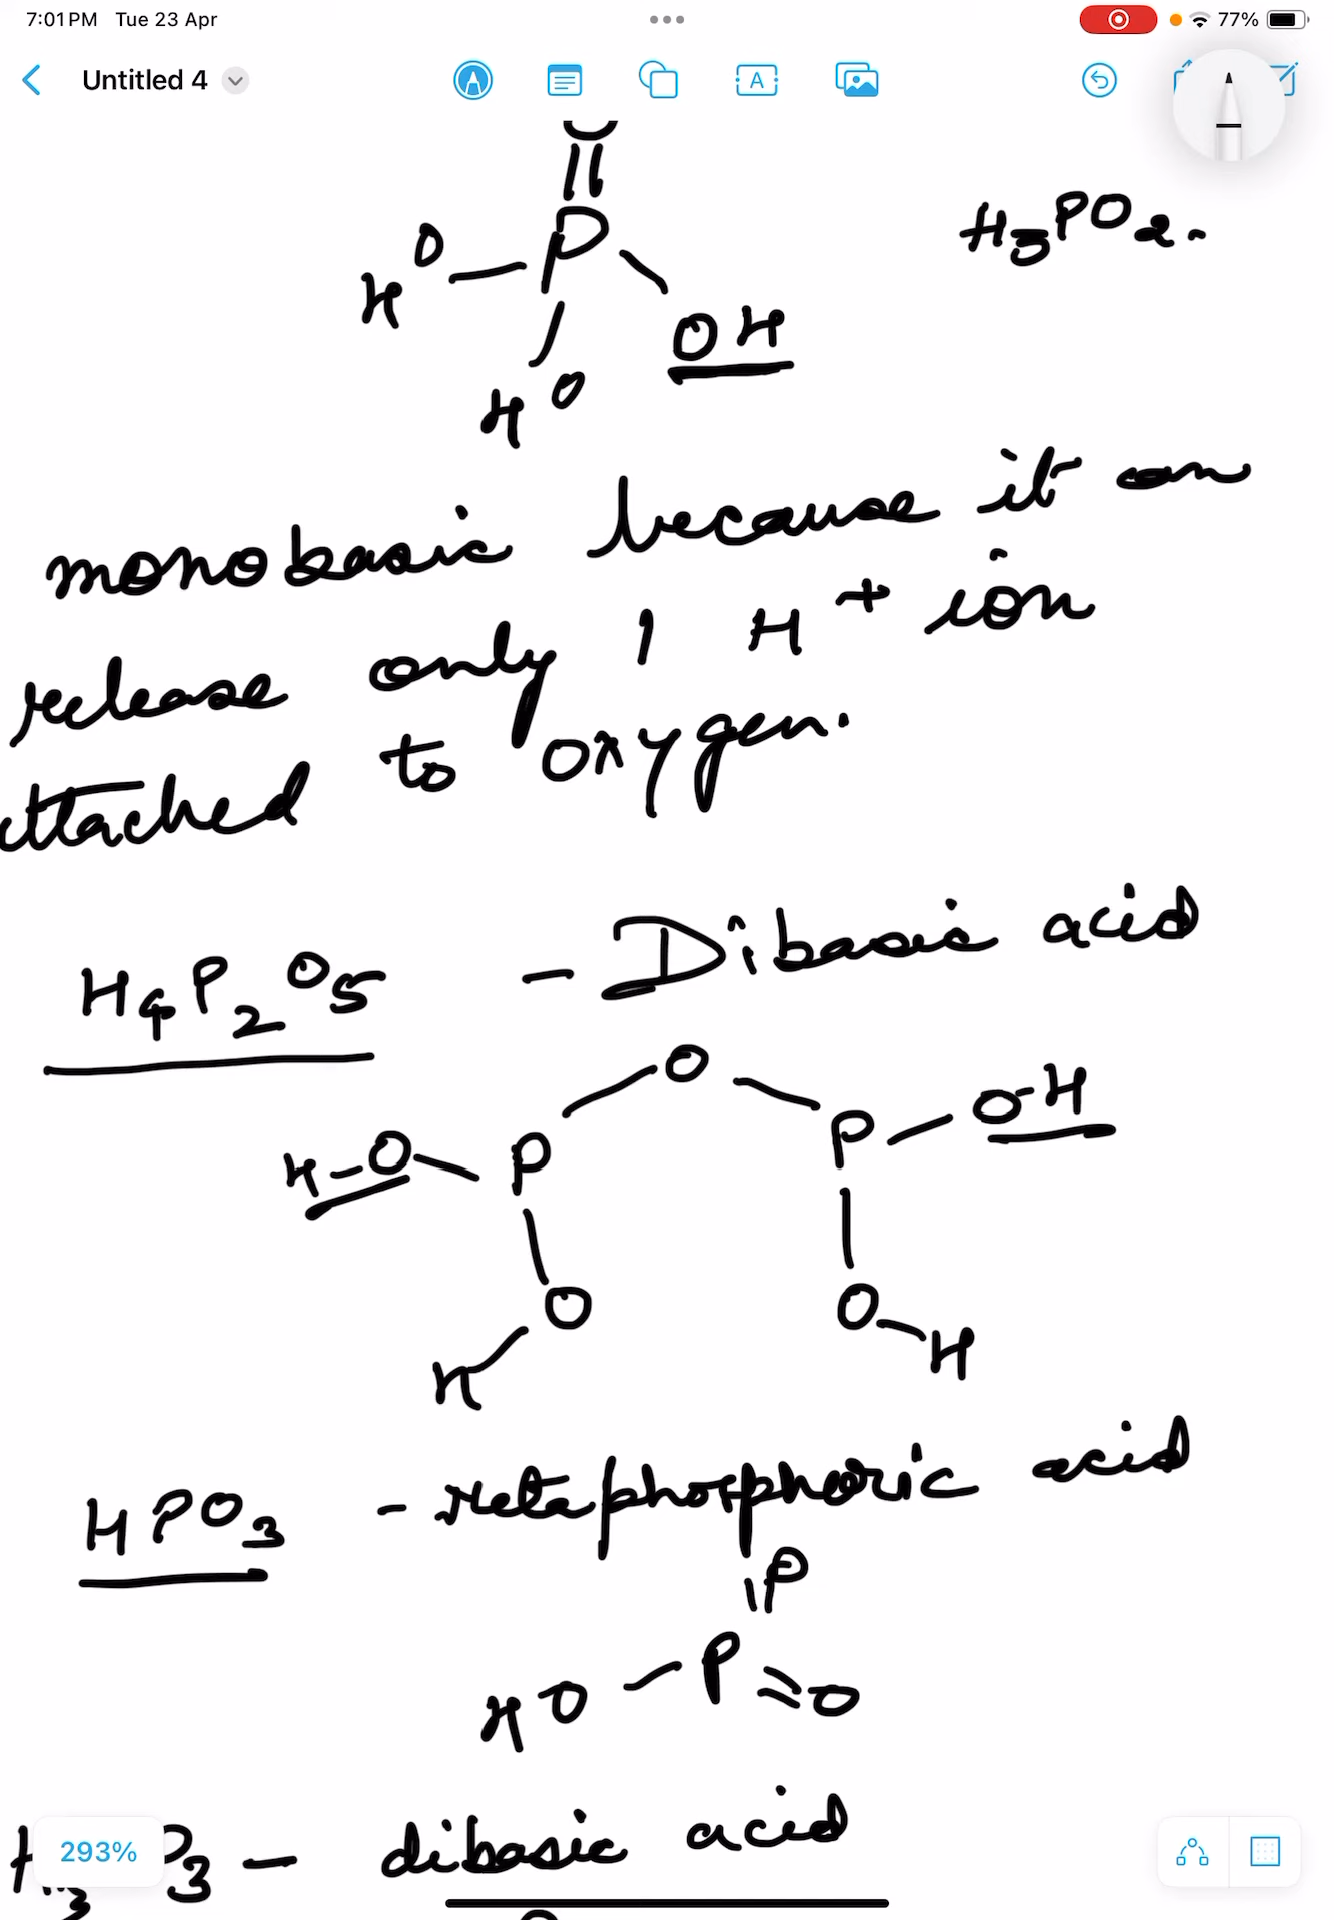 7:01 PM Tue 23 Apr 77%
Untitled 4
A
O
P H3PO2.
HO OH
HO
monobasic because it can
release only 1 H+ ion
attached to oxygen.
H4P2O5 - Dibasic acid
O
H-O P P O-H
O O
H H
HPO3 - Metaphosphoric acid
HO - P = O
293% 3 - dibasic acid